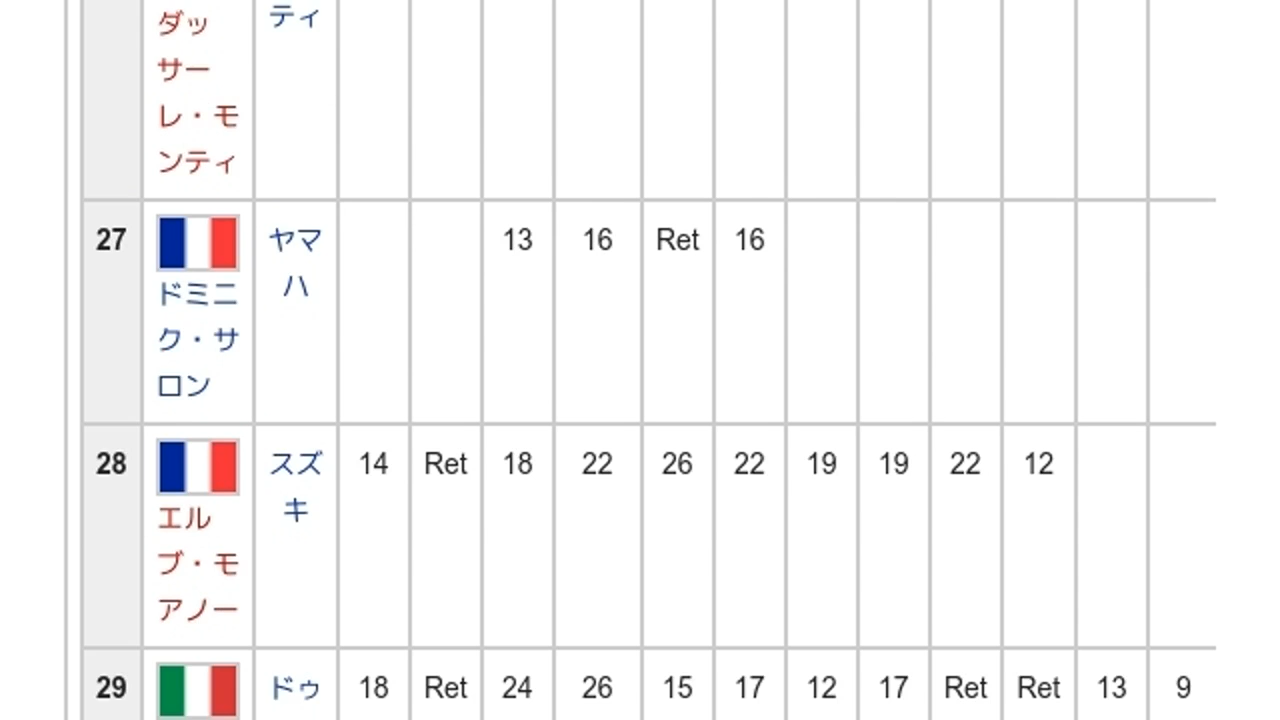 ダッ ティ
サー
レ・モ
ンティ
27 ヤマ 13 16 Ret 16
ハ
ドミニ
ク・サ
ロン
28 スズ 14 Ret 18 22 26 22 19 19 22 12
キ
エル
ブ・モ
アノー
29 ドゥ 18 Ret 24 26 15 17 12 17 Ret Ret 13 9